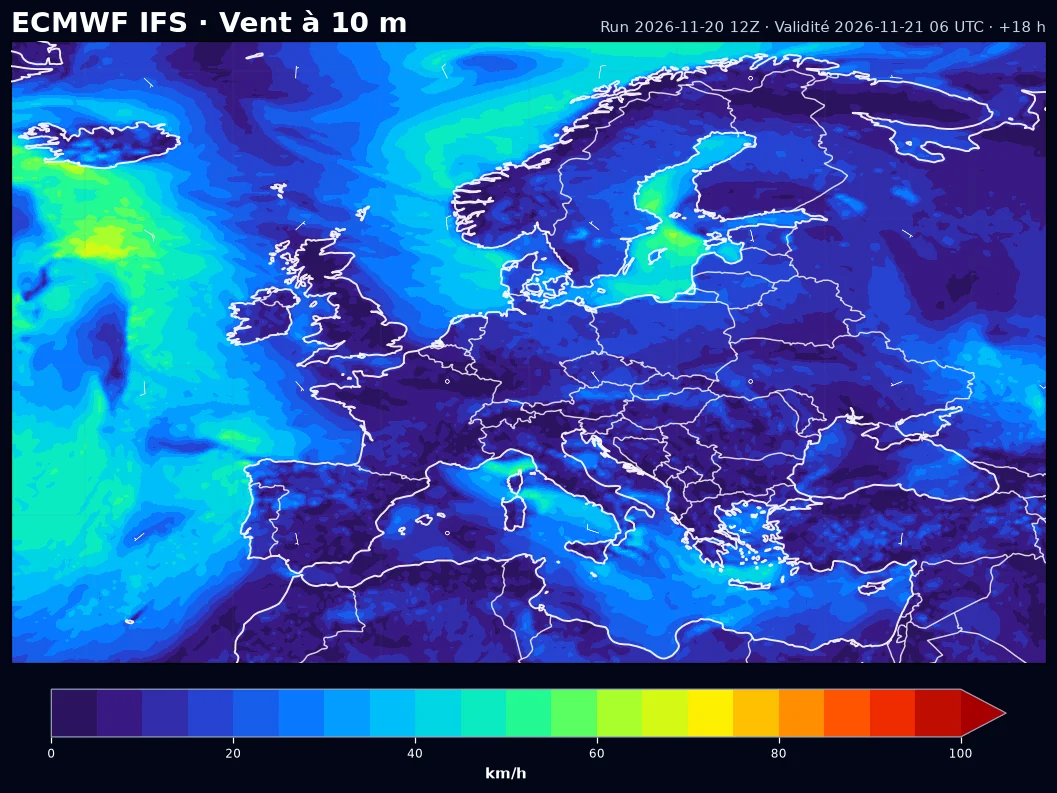 ECMWF IFS · Vent à 10 m
Run 2026-11-20 12Z · Validité 2026-11-21 06 UTC · +18 h
0 20 40 60 80 100
km/h